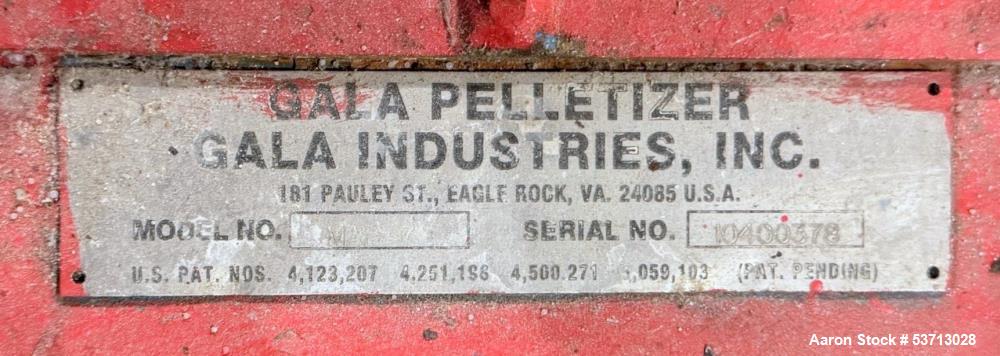 GALA PELLETIZER
GALA INDUSTRIES, INC.
181 PAULEY ST., EAGLE ROCK, VA. 24085 U.S.A.
MODEL NO. SERIAL NO. 10400378
U.S. PAT. NOS. 4,123,207 4,251,198 4,500,271 (PAT. PENDING)
Aaron Stock # 53713028